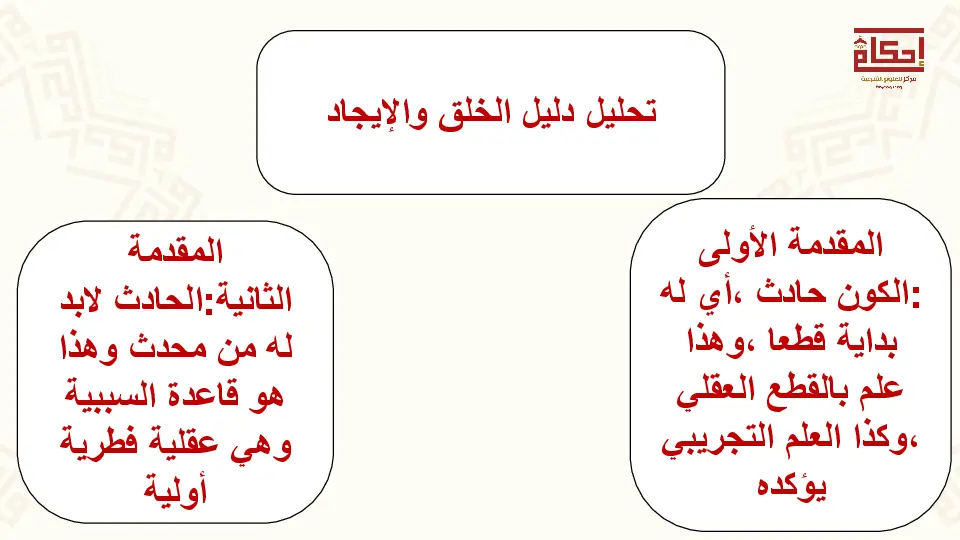 إحكام
مركز للعلوم الشرعية
تحليل دليل الخلق والإيجاد
المقدمة الأولى
:الكون حادث ،أي له
بداية قطعا ،وهذا
علم بالقطع العقلي
،وكذا العلم التجريبي
يؤكده
المقدمة
الثانية:الحادث لابد
له من محدث وهذا
هو قاعدة السببية
وهي عقلية فطرية
أولية